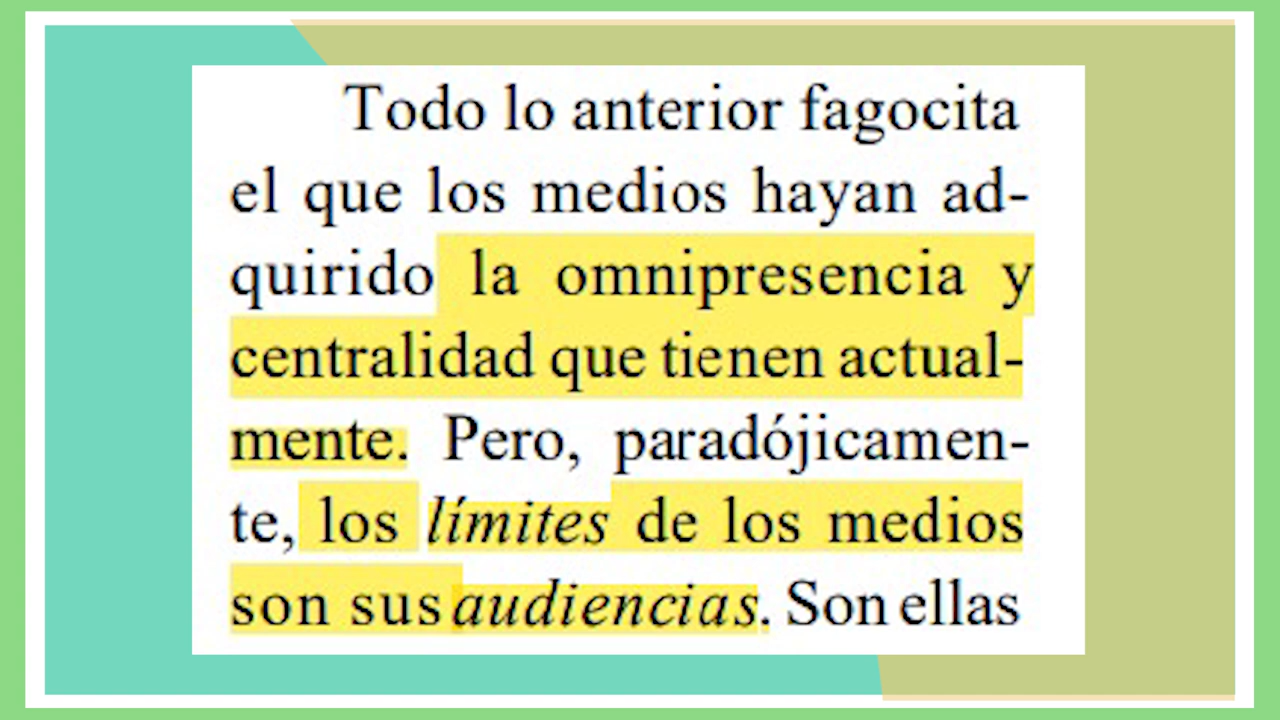 Todo lo anterior fagocita
el que los medios hayan ad-
quirido la omnipresencia y
centralidad que tienen actual-
mente. Pero, paradójicamen-
te, los límites de los medios
son sus audiencias. Son ellas